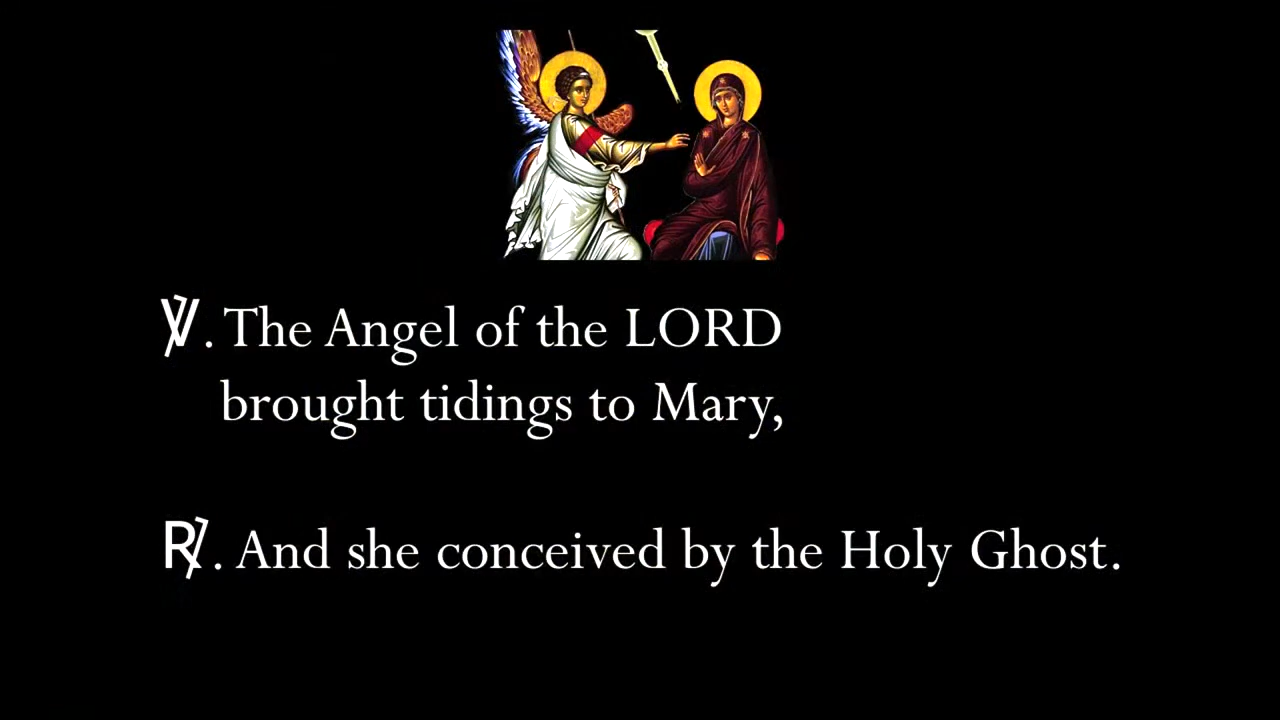 ℣. The Angel of the LORD
brought tidings to Mary,
℟. And she conceived by the Holy Ghost.